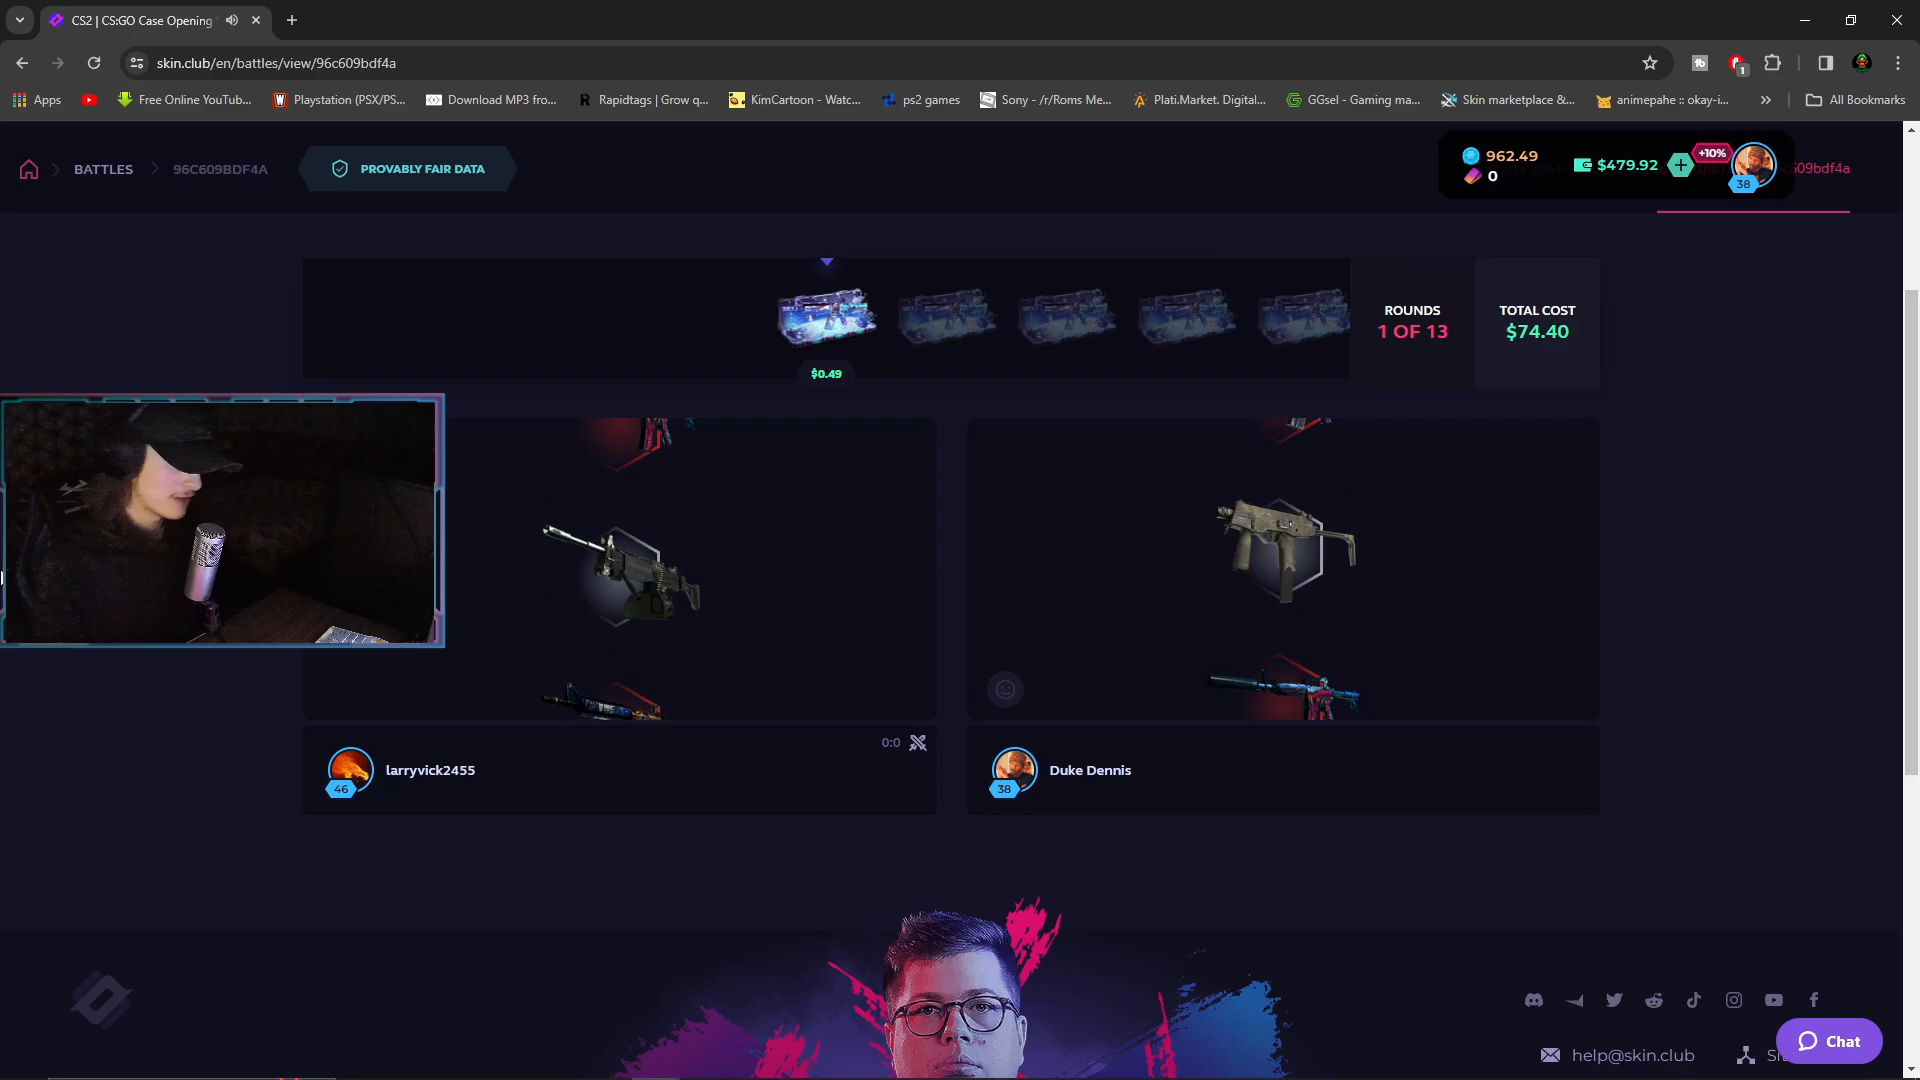 CS2 | CS:GO Case Opening
skin.club/en/battles/view/96c609bdf4a
1
Apps
Free Online YouTub...
Playstation (PSX/PS...
Download MP3 fro...
Rapidtags | Grow q...
KimCartoon - Watc...
ps2 games
Sony - /r/Roms Me...
Plati.Market. Digital...
GGsel - Gaming ma...
Skin marketplace &...
animepahe :: okay-i...
All Bookmarks
BATTLES
96C609BDF4A
PROVABLY FAIR DATA
962.49
0
$479.92
+10%
38
c609bdf4a
ROUNDS
1 OF 13
TOTAL COST
$74.40
$0.49
0:0
46
larryvick2455
38
Duke Dennis
help@skin.club
Chat